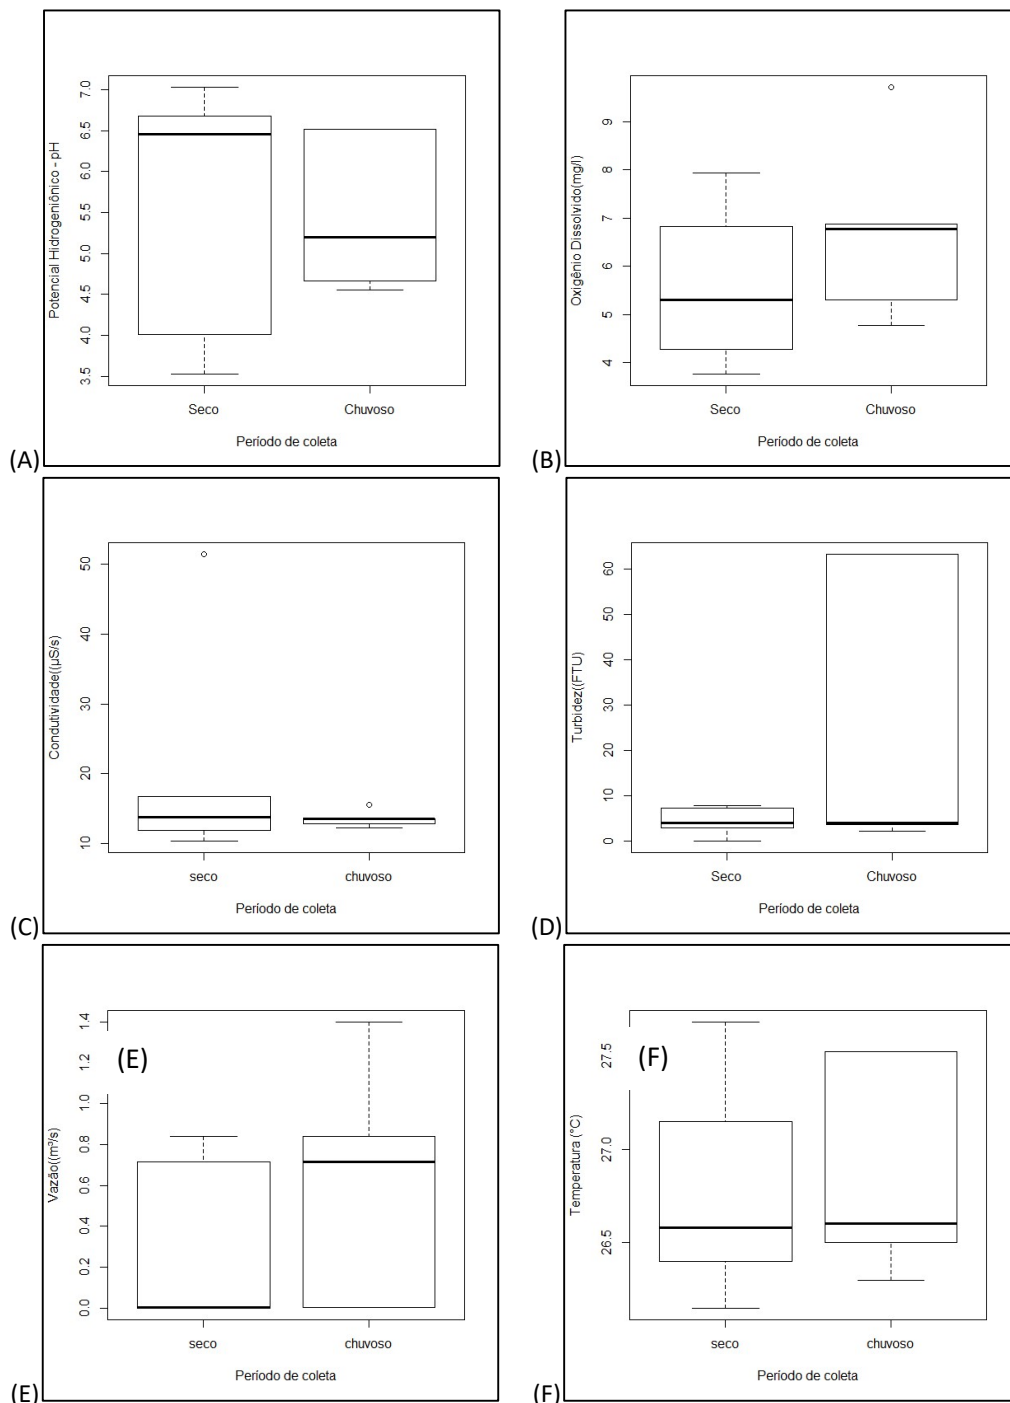 Potencial Hidrogeniônico - pH
7.0
6.5
6.0
5.5
5.0
4.5
4.0
3.5
Seco Chuvoso
Período de coleta
(A)
Oxigênio Dissolvido(mg/l)
9
8
7
6
5
4
Seco Chuvoso
Período de coleta
(B)
Condutividade((µS/s)
50
40
30
20
10
seco chuvoso
Período de coleta
(C)
Turbidez((FTU)
60
50
40
30
20
10
0
Seco Chuvoso
Período de coleta
(D)
Vazão((m³/s)
1.4
1.2
1.0
0.8
0.6
0.4
0.2
0.0
(E)
seco chuvoso
Período de coleta
(E)
Temperatura (°C)
27.5
27.0
26.5
(F)
seco chuvoso
Período de coleta
(F)